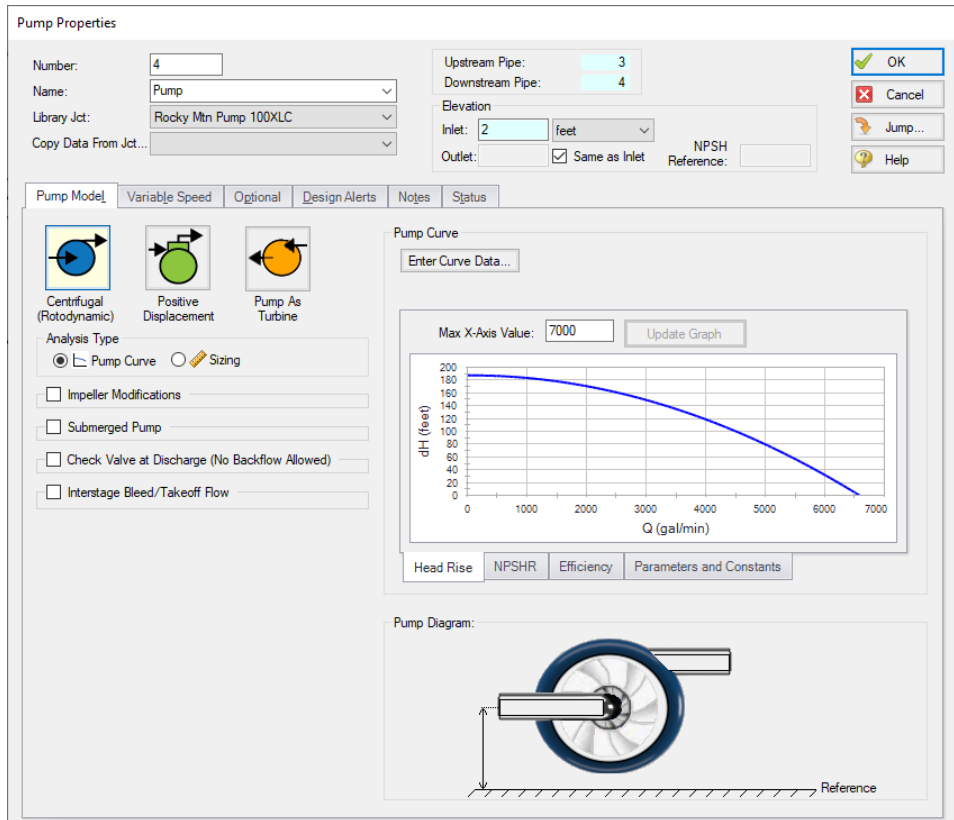 Pump Properties
Number: 4
Name: Pump
Library Jct: Rocky Mtn Pump 100XLC
Copy Data From Jct...
Upstream Pipe: 3
Downstream Pipe: 4
Elevation
Inlet: 2 feet
Outlet: Same as Inlet
NPSH
Reference:
OK
Cancel
Jump...
Help
Pump Model Variable Speed Optional Design Alerts Notes Status
Centrifugal
(Rotodynamic)
Positive
Displacement
Pump As
Turbine
Analysis Type
Pump Curve Sizing
Impeller Modifications
Submerged Pump
Check Valve at Discharge (No Backflow Allowed)
Interstage Bleed/Takeoff Flow
Pump Curve
Enter Curve Data...
Max X-Axis Value: 7000 Update Graph
dH (feet)
200
180
160
140
120
100
80
60
40
20
0
0 1000 2000 3000 4000 5000 6000 7000
Q (gal/min)
Head Rise NPSHR Efficiency Parameters and Constants
Pump Diagram:
Reference